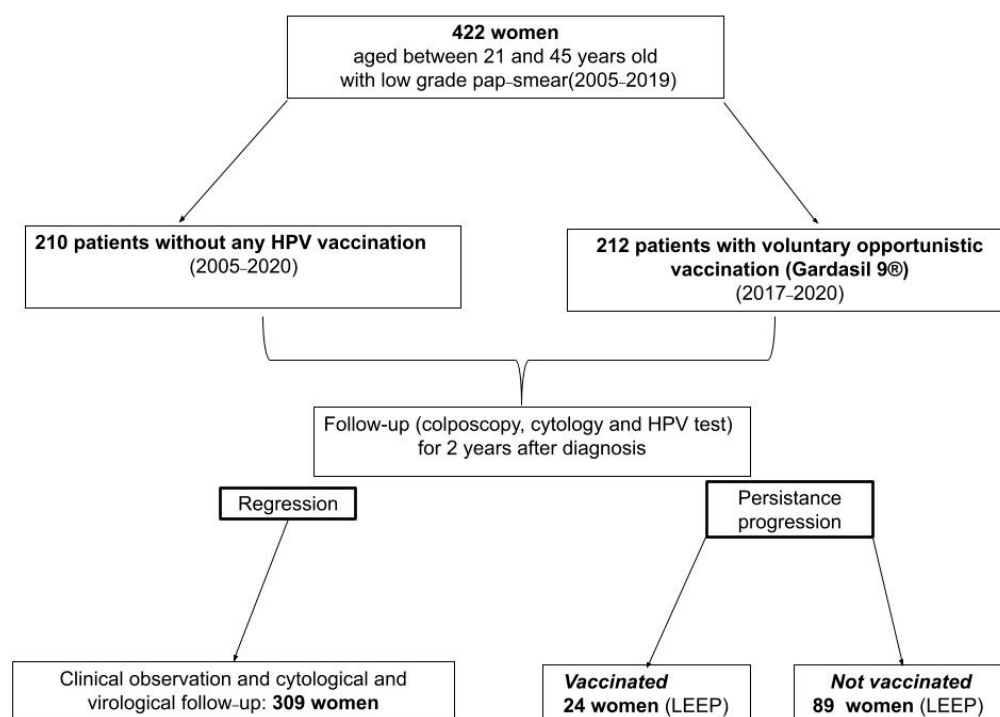 422 women
aged between 21 and 45 years old
with low grade pap-smear(2005-2019)
210 patients without any HPV vaccination
(2005-2020)
212 patients with voluntary opportunistic
vaccination (Gardasil 9®)
(2017-2020)
Follow-up (colposcopy, cytology and HPV test)
for 2 years after diagnosis
Regression
Persistance
progression
Clinical observation and cytological and
virological follow-up: 309 women
Vaccinated
24 women (LEEP)
Not vaccinated
89 women (LEEP)